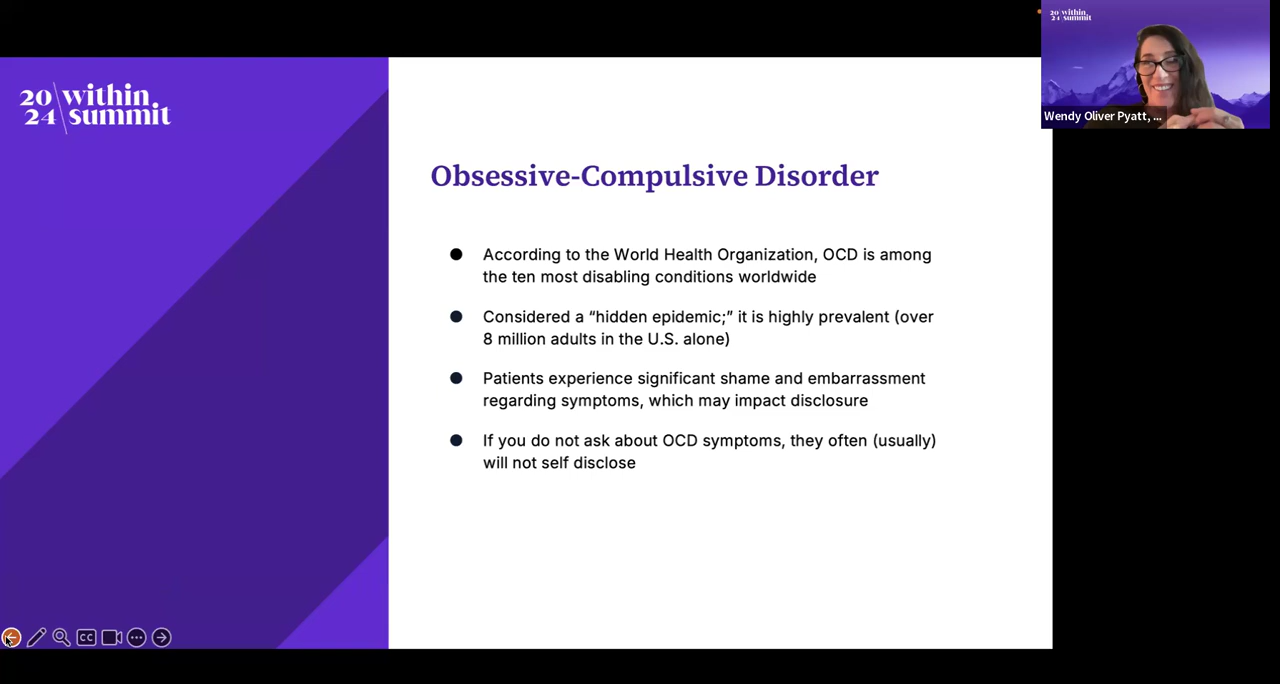 20 within
24 summit
Obsessive-Compulsive Disorder
● According to the World Health Organization, OCD is among
the ten most disabling conditions worldwide
● Considered a “hidden epidemic;” it is highly prevalent (over
8 million adults in the U.S. alone)
● Patients experience significant shame and embarrassment
regarding symptoms, which may impact disclosure
● If you do not ask about OCD symptoms, they often (usually)
will not self disclose
20 within
24 summit
Wendy Oliver Pyatt, ...
CC